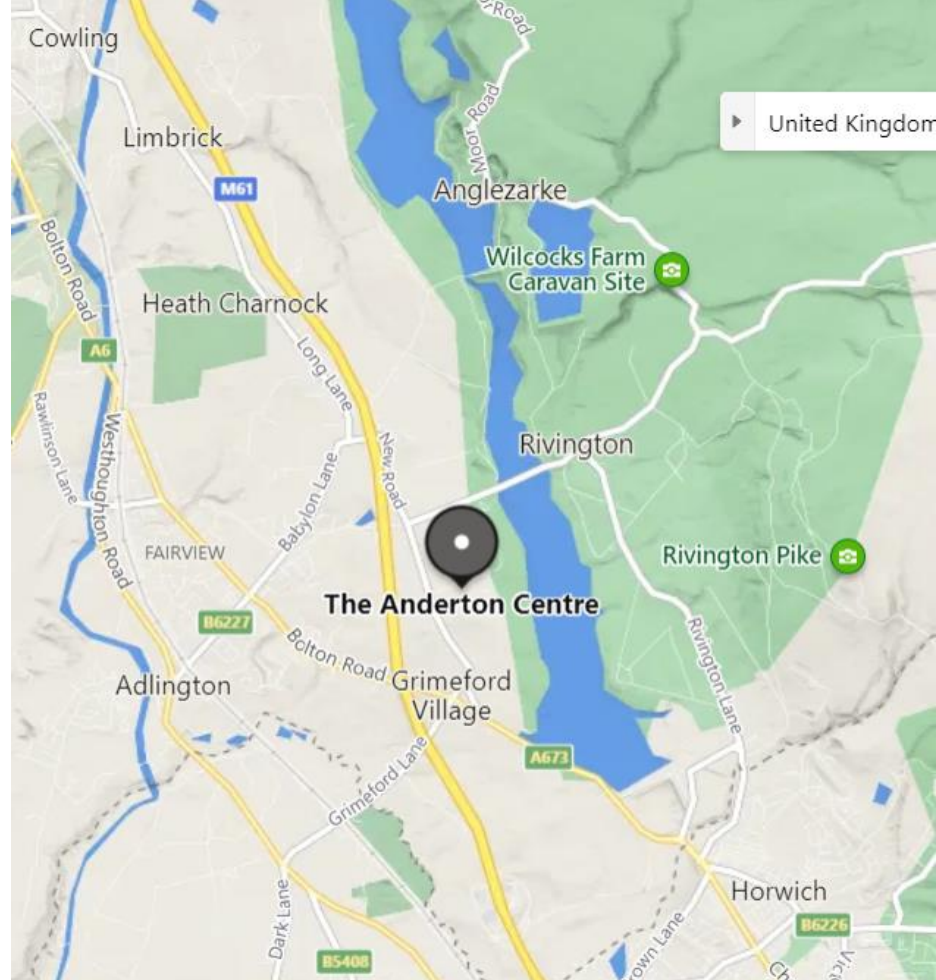 Road
Cowling
Road
Limbrick
United Kingdom
Moor
M61
Anglezarke
Bolton Road
Wilcocks Farm
Caravan Site
Heath Charnock
A6
Long Lane
Rawlinson Lane
Westhoughton Road
New Road
Rivington
Babylon Lane
FAIRVIEW
Rivington Pike
The Anderton Centre
B6227
Bolton Road
Rivington Lane
Adlington
Grimeford
Village
A673
Grimeford Lane
Horwich
Dark Lane
B6226
B5408